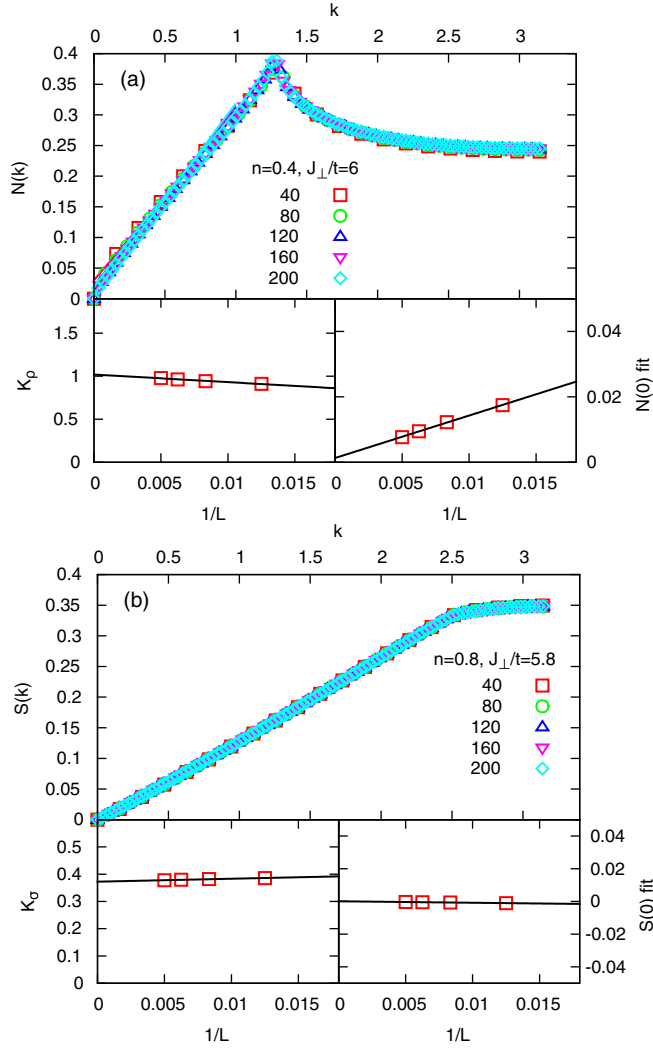 k
0 0.5 1 1.5 2 2.5 3
0.4
0.35
0.3
0.25
0.2
0.15
0.1
0.05
0
N(k)
(a)
n=0.4, J⊥/t=6
40
80
120
160
200
1.5
1
0.5
0
Kρ
0.04
0.02
0
N(0) fit
0 0.005 0.01 0.015
0 0.005 0.01 0.015
1/L
1/L
k
0 0.5 1 1.5 2 2.5 3
0.4
0.35
0.3
0.25
0.2
0.15
0.1
0.05
0
S(k)
(b)
n=0.8, J⊥/t=5.8
40
80
120
160
200
0.5
0.4
0.3
0.2
0.1
0
Kσ
0.04
0.02
0
-0.02
-0.04
S(0) fit
0 0.005 0.01 0.015
0 0.005 0.01 0.015
1/L
1/L